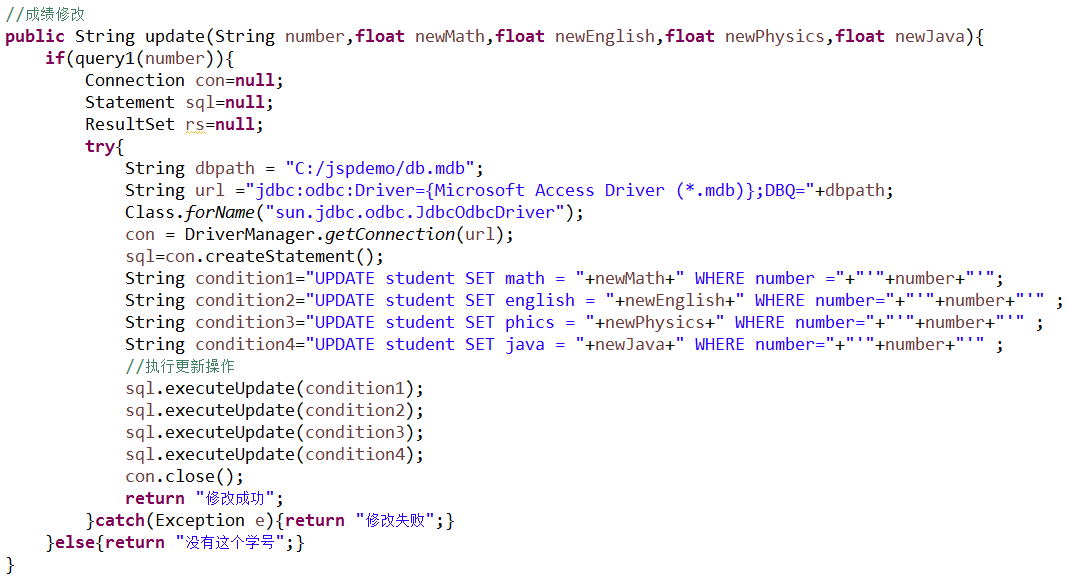 //成绩修改
public String update(String number,float newMath,float newEnglish,float newPhysics,float newJava){
    if(query1(number)){
        Connection con=null;
        Statement sql=null;
        ResultSet rs=null;
        try{
            String dbpath = "C:/jspdemo/db.mdb";
            String url ="jdbc:odbc:Driver={Microsoft Access Driver (*.mdb)};DBQ="+dbpath;
            Class.forName("sun.jdbc.odbc.JdbcOdbcDriver");
            con = DriverManager.getConnection(url);
            sql=con.createStatement();
            String condition1="UPDATE student SET math = "+newMath+" WHERE number ="+"'"+number+"'";
            String condition2="UPDATE student SET english = "+newEnglish+" WHERE number="+"'"+number+"'" ;
            String condition3="UPDATE student SET phics = "+newPhysics+" WHERE number="+"'"+number+"'" ;
            String condition4="UPDATE student SET java = "+newJava+" WHERE number="+"'"+number+"'" ;
            //执行更新操作
            sql.executeUpdate(condition1);
            sql.executeUpdate(condition2);
            sql.executeUpdate(condition3);
            sql.executeUpdate(condition4);
            con.close();
            return "修改成功";
        }catch(Exception e){return "修改失败";}
    }else{return "没有这个学号";}
}